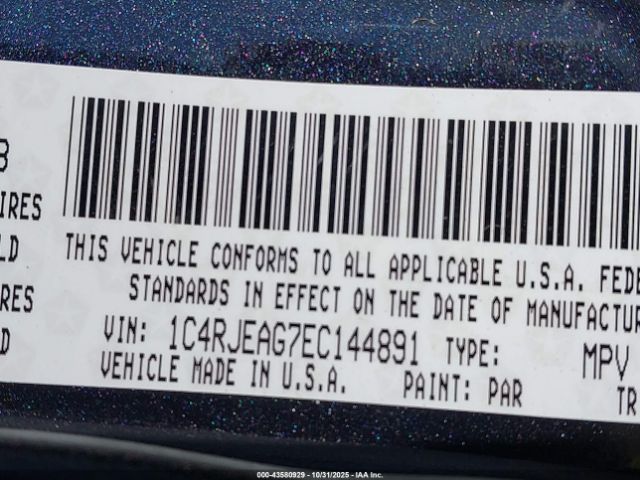 3
IRES
LD
RES
D
THIS VEHICLE CONFORMS TO ALL APPLICABLE U.S.A. FEDE
STANDARDS IN EFFECT ON THE DATE OF MANUFACTUR
VIN: 1C4RJEAG7EC144891 TYPE: MPV
VEHICLE MADE IN U.S.A. PAINT: PAR TR
000-43580929 - 10/31/2025 - IAA Inc.